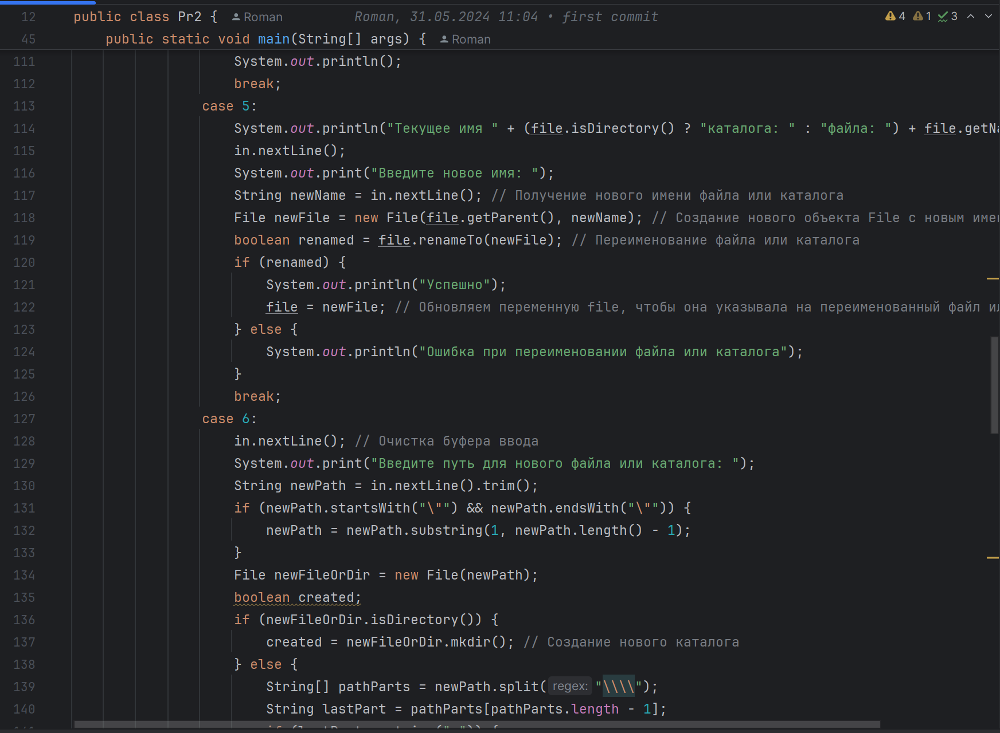 12 public class Pr2 { Roman Roman, 31.05.2024 11:04 • first commit 4 1 3
45 public static void main(String[] args) { Roman
111 System.out.println();
112 break;
113 case 5:
114 System.out.println("Текущее имя " + (file.isDirectory() ? "каталога: " : "файла: ") + file.getNa
115 in.nextLine();
116 System.out.print("Введите новое имя: ");
117 String newName = in.nextLine(); // Получение нового имени файла или каталога
118 File newFile = new File(file.getParent(), newName); // Создание нового объекта File с новым име
119 boolean renamed = file.renameTo(newFile); // Переименование файла или каталога
120 if (renamed) {
121 System.out.println("Успешно");
122 file = newFile; // Обновляем переменную file, чтобы она указывала на переименованный файл ил
123 } else {
124 System.out.println("Ошибка при переименовании файла или каталога");
125 }
126 break;
127 case 6:
128 in.nextLine(); // Очистка буфера ввода
129 System.out.print("Введите путь для нового файла или каталога: ");
130 String newPath = in.nextLine().trim();
131 if (newPath.startsWith("\"") && newPath.endsWith("\"")) {
132 newPath = newPath.substring(1, newPath.length() - 1);
133 }
134 File newFileOrDir = new File(newPath);
135 boolean created;
136 if (newFileOrDir.isDirectory()) {
137 created = newFileOrDir.mkdir(); // Создание нового каталога
138 } else {
139 String[] pathParts = newPath.split( regex: "\\\\");
140 String lastPart = pathParts[pathParts.length - 1];